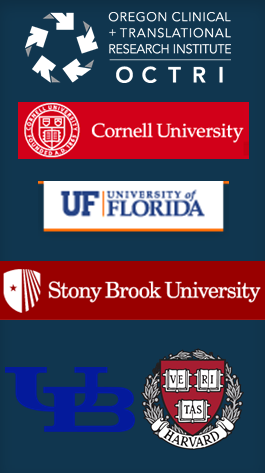 OREGON CLINICAL
+ TRANSLATIONAL
RESEARCH INSTITUTE
OCTRI
Cornell University
UF UNIVERSITY of
FLORIDA
Stony Brook University
UB
VE RI
TAS
HARVARD